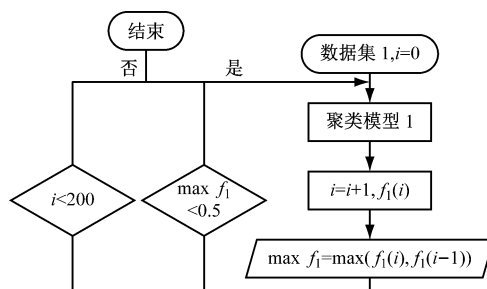 结束
数据集 1,i=0
否
是
聚类模型 1
i<200
max f₁
<0.5
i=i+1, f₁(i)
max f₁=max( f₁(i), f₁(i−1))